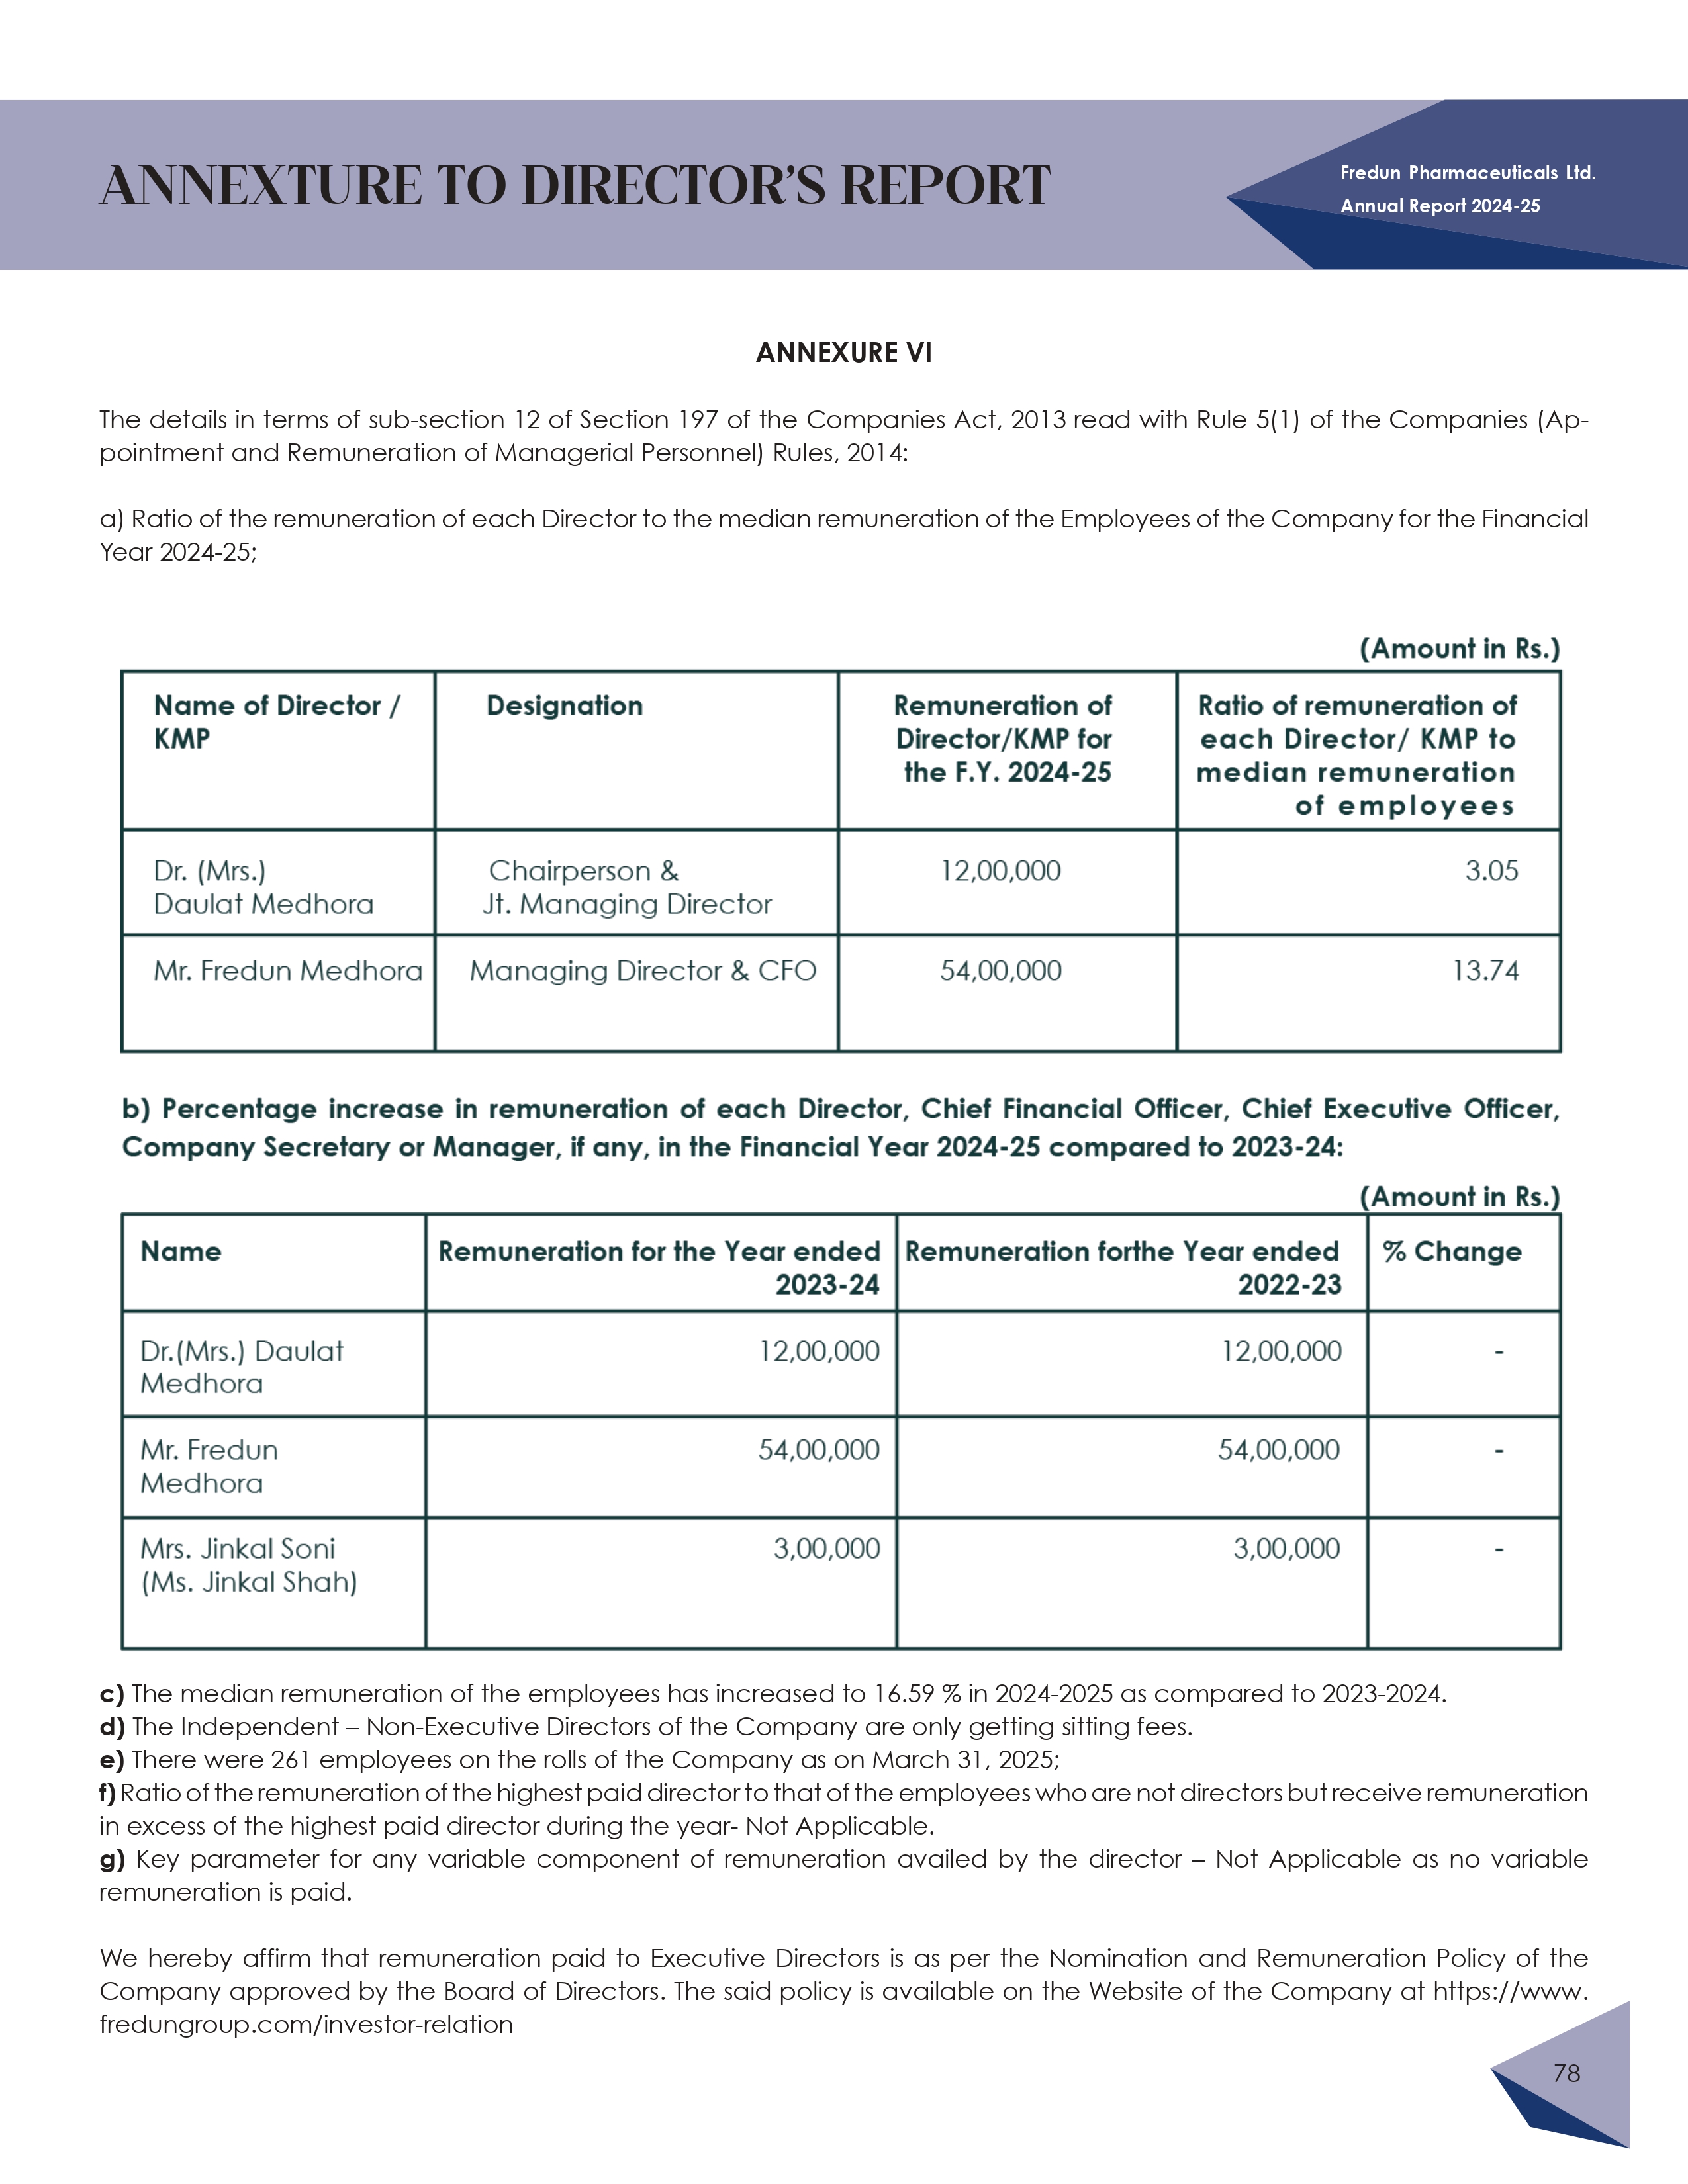 ANNEXTURE TO DIRECTOR'S REPORT
Fredun Pharmaceuticals Ltd.
Annual Report 2024-25
ANNEXURE VI
The details in terms of sub-section 12 of Section 197 of the Companies Act, 2013 read with Rule 5(1) of the Companies (Ap-
pointment and Remuneration of Managerial Personnel) Rules, 2014:
a) Ratio of the remuneration of each Director to the median remuneration of the Employees of the Company for the Financial
Year 2024-25;
(Amount in Rs.)
Name of Director /
KMP
Designation
Remuneration of
Director/KMP for
the F.Y. 2024-25
Ratio of remuneration of
each Director/ KMP to
median remuneration
of employees
Dr. (Mrs.)
Daulat Medhora
Chairperson &
Jt. Managing Director
12,00,000
3.05
Mr. Fredun Medhora
Managing Director & CFO
54,00,000
13.74
b) Percentage increase in remuneration of each Director, Chief Financial Officer, Chief Executive Officer,
Company Secretary or Manager, if any, in the Financial Year 2024-25 compared to 2023-24:
(Amount in Rs.)
Name
Remuneration for the Year ended
2023-24
Remuneration forthe Year ended
2022-23
% Change
Dr.(Mrs.) Daulat
Medhora
12,00,000
12,00,000
-
Mr. Fredun
Medhora
54,00,000
54,00,000
-
Mrs. Jinkal Soni
(Ms. Jinkal Shah)
3,00,000
3,00,000
-
c) The median remuneration of the employees has increased to 16.59 % in 2024-2025 as compared to 2023-2024.
d) The Independent – Non-Executive Directors of the Company are only getting sitting fees.
e) There were 261 employees on the rolls of the Company as on March 31, 2025;
f) Ratio of the remuneration of the highest paid director to that of the employees who are not directors but receive remuneration
in excess of the highest paid director during the year- Not Applicable.
g) Key parameter for any variable component of remuneration availed by the director – Not Applicable as no variable
remuneration is paid.
We hereby affirm that remuneration paid to Executive Directors is as per the Nomination and Remuneration Policy of the
Company approved by the Board of Directors. The said policy is available on the Website of the Company at https://www.
fredungroup.com/investor-relation
78